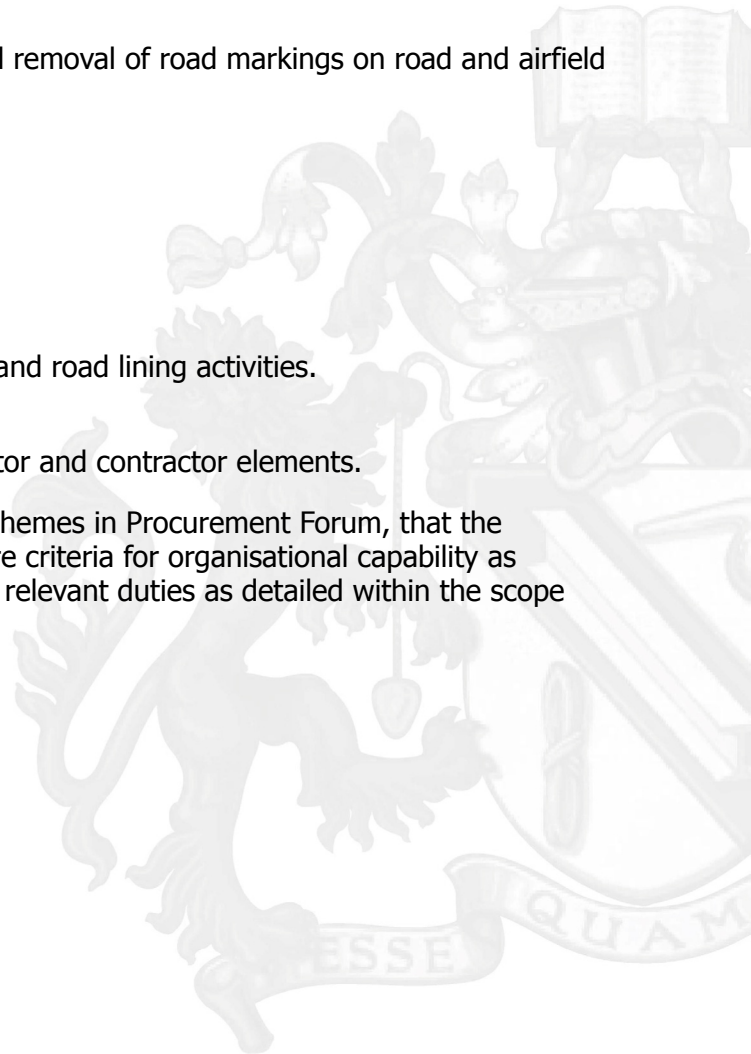 removal of road markings on road and airfield
and road lining activities.
tor and contractor elements.
hemes in Procurement Forum, that the
e criteria for organisational capability as
relevant duties as detailed within the scope
ESSE
QUAM